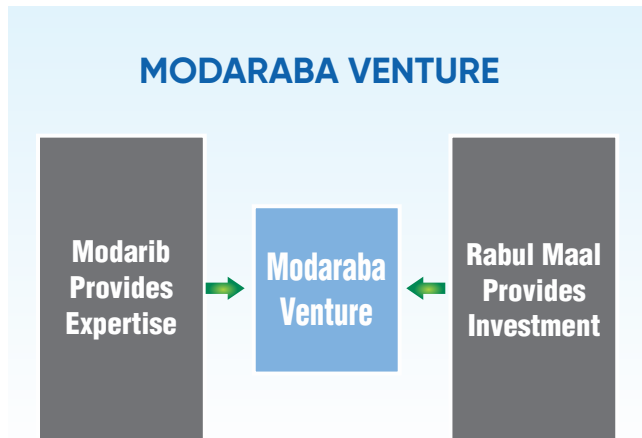 MODARABA VENTURE
Modarib
Provides
Expertise
Modaraba
Venture
Rabul Maal
Provides
Investment